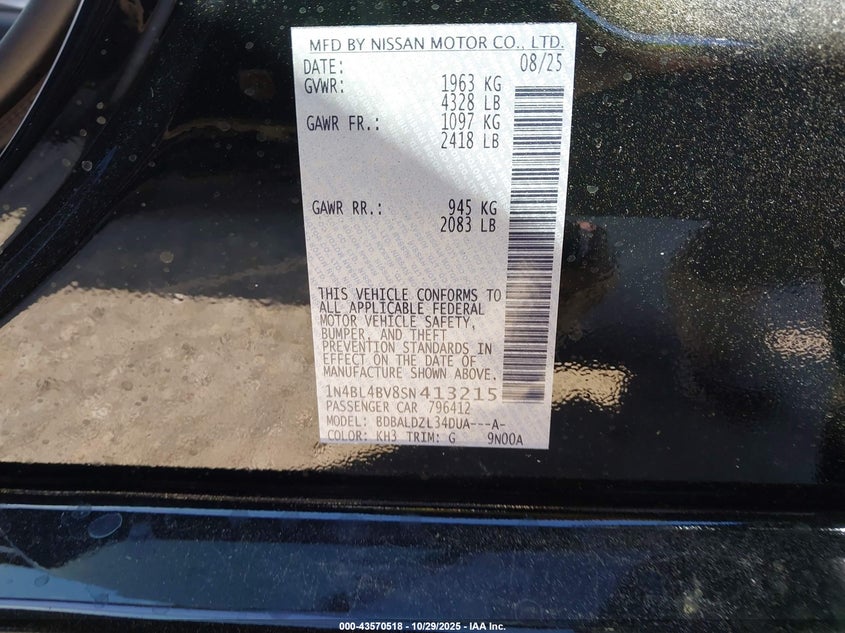 MFD BY NISSAN MOTOR CO., LTD.
DATE: 08/25
GVWR: 1963 KG
4328 LB
GAWR FR.: 1097 KG
2418 LB
GAWR RR.: 945 KG
2083 LB
THIS VEHICLE CONFORMS TO
ALL APPLICABLE FEDERAL
MOTOR VEHICLE SAFETY,
BUMPER, AND THEFT
PREVENTION STANDARDS IN
EFFECT ON THE DATE OF
MANUFACTURE SHOWN ABOVE.
1N4BL4BV8SN413215
PASSENGER CAR 796412
MODEL: BDBALDZL34DUA---A-
COLOR: KH3 TRIM: G 9N00A
000-43570518 - 10/29/2025 - IAA Inc.